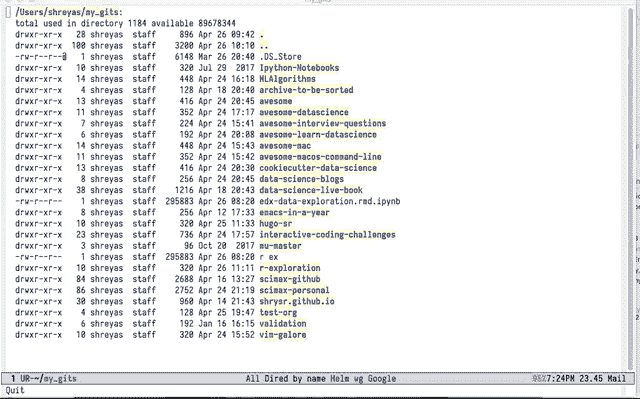 /Users/shreyas/my_gits:
total used in directory 1184 available 89678344
drwxr-xr-x 28 shreyas staff 896 Apr 26 09:42 .
drwxr-xr-x 100 shreyas staff 3200 Apr 26 10:10 ..
-rw-r--r--@ 1 shreyas staff 6148 Mar 26 20:40 .DS_Store
drwxr-xr-x 10 shreyas staff 320 Jul 29 2017 Ipython-Notebooks
drwxr-xr-x 14 shreyas staff 448 Apr 24 16:18 MLAlgorithms
drwxr-xr-x 4 shreyas staff 128 Apr 18 20:40 archive-to-be-sorted
drwxr-xr-x 13 shreyas staff 416 Apr 24 20:45 awesome
drwxr-xr-x 11 shreyas staff 352 Apr 24 17:17 awesome-datascience
drwxr-xr-x 7 shreyas staff 224 Apr 24 15:41 awesome-interview-questions
drwxr-xr-x 6 shreyas staff 192 Apr 24 20:08 awesome-learn-datascience
drwxr-xr-x 14 shreyas staff 448 Apr 24 15:43 awesome-mac
drwxr-xr-x 11 shreyas staff 352 Apr 24 15:42 awesome-macos-command-line
drwxr-xr-x 13 shreyas staff 416 Apr 24 20:30 cookiecutter-data-science
drwxr-xr-x 8 shreyas staff 256 Apr 24 20:45 data-science-blogs
drwxr-xr-x 38 shreyas staff 1216 Apr 18 20:43 data-science-live-book
-rw-r--r-- 1 shreyas staff 295883 Apr 26 08:20 edx-data-exploration.rmd.ipynb
drwxr-xr-x 8 shreyas staff 256 Apr 12 17:33 emacs-in-a-year
drwxr-xr-x 10 shreyas staff 320 Apr 25 11:33 hugo-sr
drwxr-xr-x 23 shreyas staff 736 Apr 24 17:57 interactive-coding-challenges
drwxr-xr-x 3 shreyas staff 96 Oct 20 2017 mu-master
-rw-r--r-- 1 shreyas staff 295883 Apr 26 08:20 r ex
drwxr-xr-x 10 shreyas staff 320 Apr 26 11:11 r-exploration
drwxr-xr-x 84 shreyas staff 2688 Apr 16 13:27 scimax-github
drwxr-xr-x 86 shreyas staff 2752 Apr 24 21:19 scimax-personal
drwxr-xr-x 30 shreyas staff 960 Apr 14 21:43 shrysr.github.io
drwxr-xr-x 4 shreyas staff 128 Apr 25 19:47 test-org
drwxr-xr-x 6 shreyas staff 192 Jan 16 16:15 validation
drwxr-xr-x 10 shreyas staff 320 Apr 24 15:52 vim-galore
1 UR-~/my_gits All Dired by name Helm wg Google 7:24PM 23.45 Mail
Quit